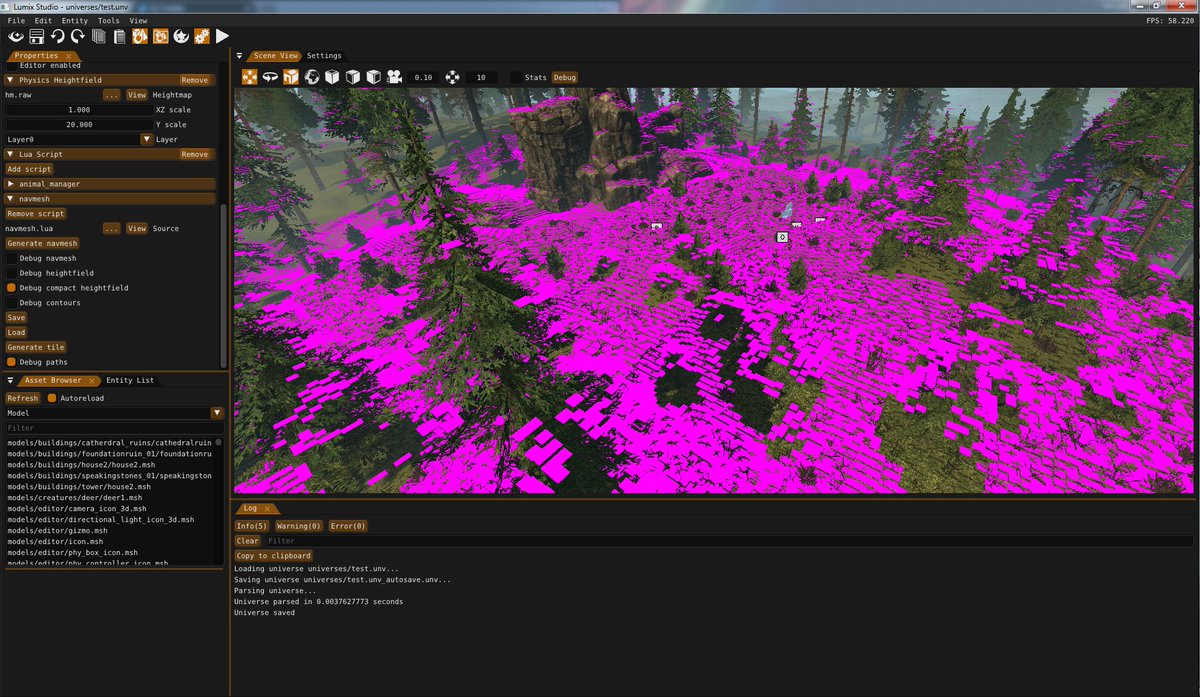 Lumix Studio - universes/test.unv
File Edit Entity Tools View
FPS: 58.220
Properties
Editor enabled
Physics Heightfield Remove
hm.raw ... View Heightmap
1.000 XZ scale
20.000 Y scale
Layer0 Layer
Lua Script Remove
Add script
animal_manager
navmesh
Remove script
navmesh.lua ... View Source
Generate navmesh
Debug navmesh
Debug heightfield
Debug compact heightfield
Debug contours
Save
Load
Generate tile
Debug paths
Asset Browser Entity List
Refresh Autoreload
Model
Filter
models/buildings/catherdral_ruins/cathedralruin
models/buildings/foundationruin_01/foundationru
models/buildings/house2/house2.msh
models/buildings/speakingstones_01/speakingston
models/buildings/tower/house2.msh
models/creatures/deer/deer1.msh
models/editor/camera_icon_3d.msh
models/editor/directional_light_icon_3d.msh
models/editor/gizmo.msh
models/editor/icon.msh
models/editor/phy_box_icon.msh
models/editor/phy_controller_icon.msh
Scene View Settings
0.10 10 Stats Debug
Log
Info(5) Warning(0) Error(0)
Clear Filter
Copy to clipboard
Loading universe universes/test.unv...
Saving universe universes/test.unv_autosave.unv...
Parsing universe...
Universe parsed in 0.0037627773 seconds
Universe saved